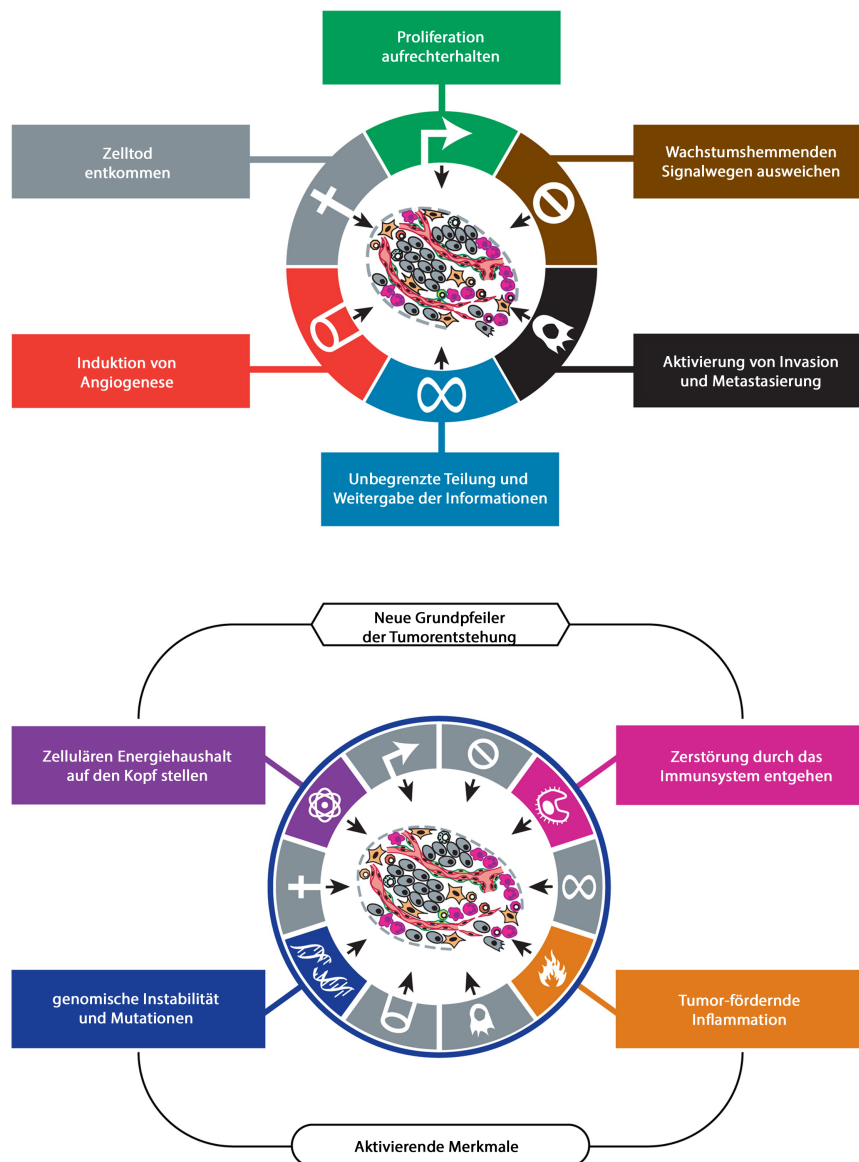 Proliferation
aufrechterhalten
Zelltod
entkommen
Wachstumshemmenden
Signalwegen ausweichen
Induktion von
Angiogenese
Aktivierung von Invasion
und Metastasierung
Unbegrenzte Teilung und
Weitergabe der Informationen
Neue Grundpfeiler
der Tumorentstehung
Zellulären Energiehaushalt
auf den Kopf stellen
Zerstörung durch das
Immunsystem entgehen
genomische Instabilität
und Mutationen
Tumor-fördernde
Inflammation
Aktivierende Merkmale